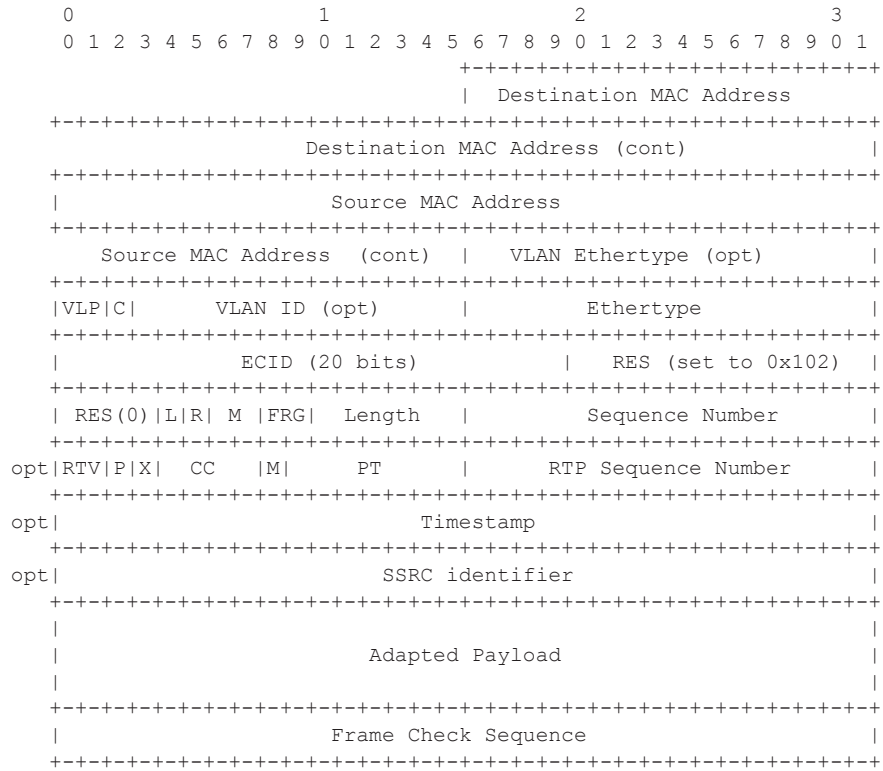 0                   1                   2                   3
0 1 2 3 4 5 6 7 8 9 0 1 2 3 4 5 6 7 8 9 0 1 2 3 4 5 6 7 8 9 0 1
+-+-+-+-+-+-+-+-+-+-+-+-+-+-+-+-+
| Destination MAC Address
+-+-+-+-+-+-+-+-+-+-+-+-+-+-+-+-+-+-+-+-+-+-+-+-+-+-+-+-+-+-+-+-+
Destination MAC Address (cont) |
+-+-+-+-+-+-+-+-+-+-+-+-+-+-+-+-+-+-+-+-+-+-+-+-+-+-+-+-+-+-+-+-+
| Source MAC Address
+-+-+-+-+-+-+-+-+-+-+-+-+-+-+-+-+-+-+-+-+-+-+-+-+-+-+-+-+-+-+-+-+
Source MAC Address (cont) | VLAN Ethertype (opt) |
+-+-+-+-+-+-+-+-+-+-+-+-+-+-+-+-+-+-+-+-+-+-+-+-+-+-+-+-+-+-+-+-+
|VLP|C| VLAN ID (opt) | Ethertype |
+-+-+-+-+-+-+-+-+-+-+-+-+-+-+-+-+-+-+-+-+-+-+-+-+-+-+-+-+-+-+-+-+
| ECID (20 bits) | RES (set to 0x102) |
+-+-+-+-+-+-+-+-+-+-+-+-+-+-+-+-+-+-+-+-+-+-+-+-+-+-+-+-+-+-+-+-+
| RES(0)|L|R| M |FRG| Length | Sequence Number |
+-+-+-+-+-+-+-+-+-+-+-+-+-+-+-+-+-+-+-+-+-+-+-+-+-+-+-+-+-+-+-+-+
opt|RTV|P|X| CC |M| PT | RTP Sequence Number |
+-+-+-+-+-+-+-+-+-+-+-+-+-+-+-+-+-+-+-+-+-+-+-+-+-+-+-+-+-+-+-+-+
opt| Timestamp |
+-+-+-+-+-+-+-+-+-+-+-+-+-+-+-+-+-+-+-+-+-+-+-+-+-+-+-+-+-+-+-+-+
opt| SSRC identifier |
+-+-+-+-+-+-+-+-+-+-+-+-+-+-+-+-+-+-+-+-+-+-+-+-+-+-+-+-+-+-+-+-+
| |
| Adapted Payload |
| |
+-+-+-+-+-+-+-+-+-+-+-+-+-+-+-+-+-+-+-+-+-+-+-+-+-+-+-+-+-+-+-+-+
| Frame Check Sequence |
+-+-+-+-+-+-+-+-+-+-+-+-+-+-+-+-+-+-+-+-+-+-+-+-+-+-+-+-+-+-+-+-+